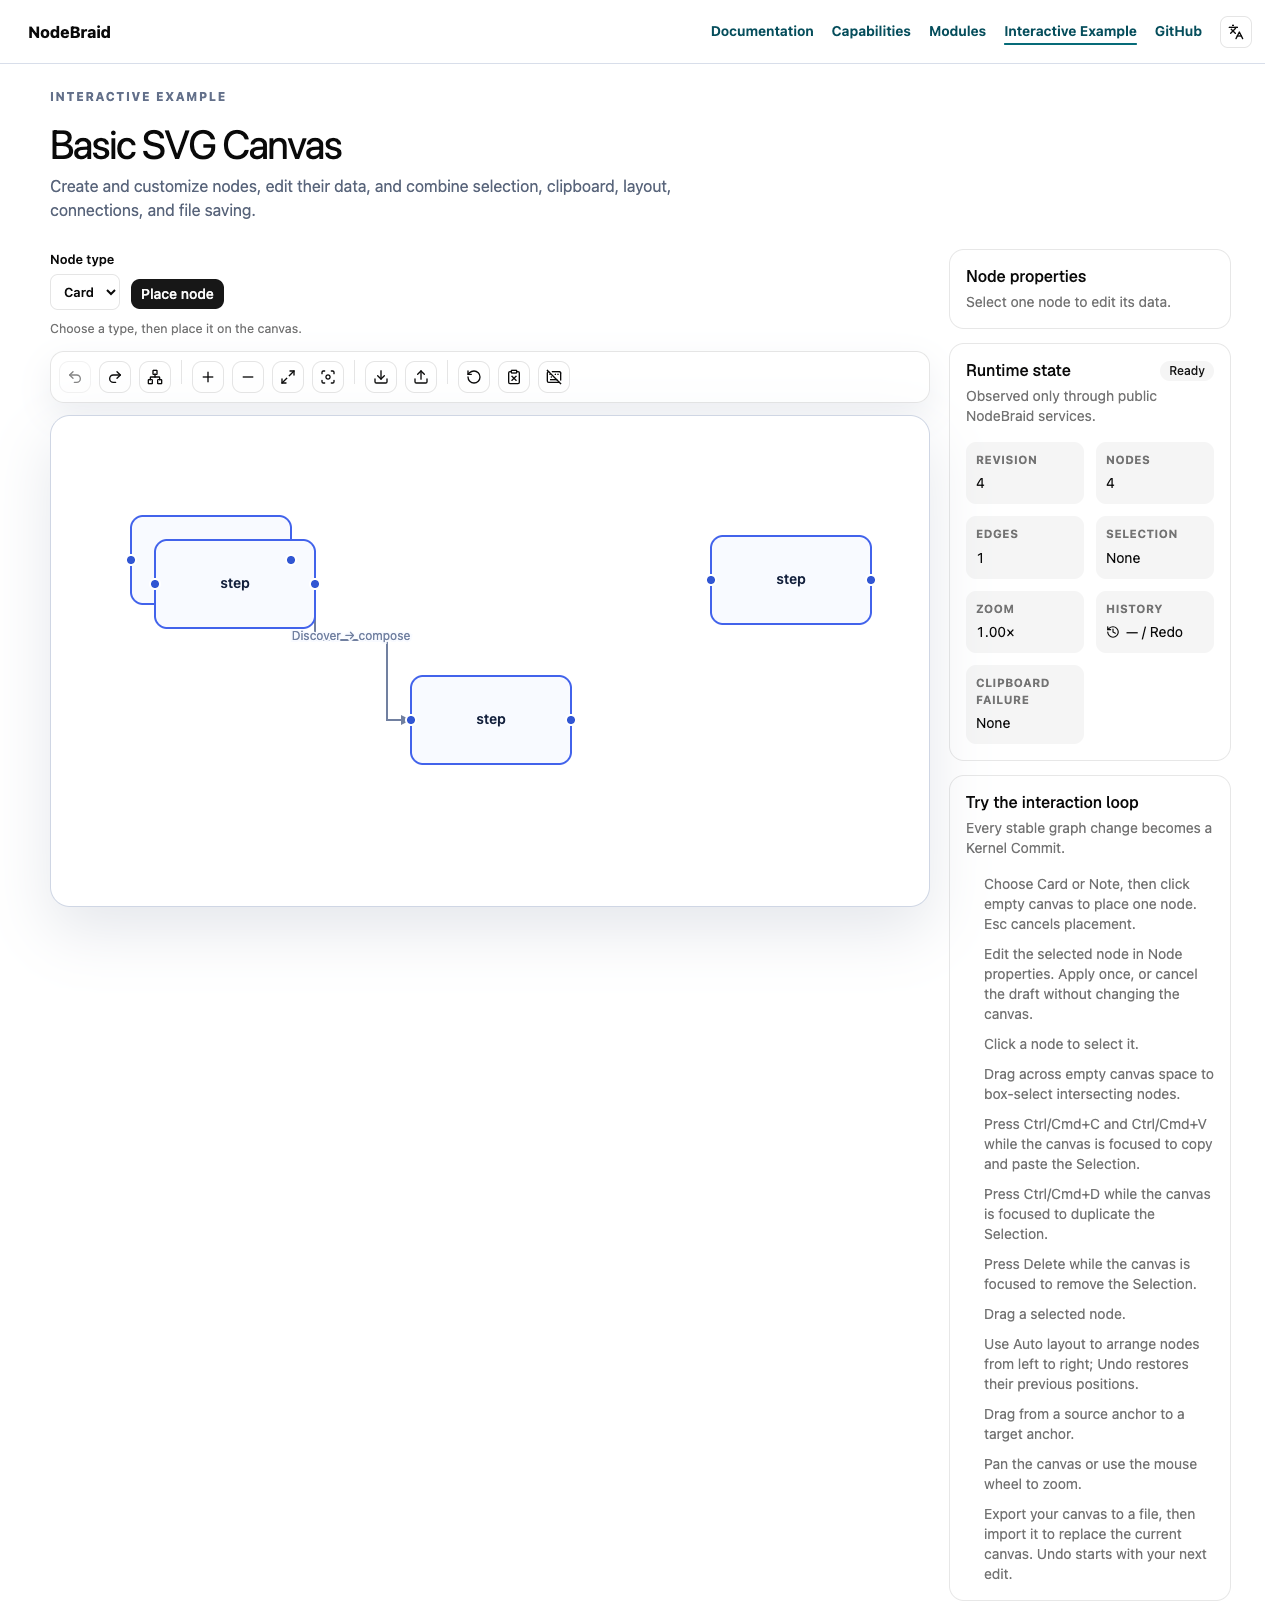 NodeBraid
Documentation
Capabilities
Modules
Interactive Example
GitHub
INTERACTIVE EXAMPLE
Basic SVG Canvas
Create and customize nodes, edit their data, and combine selection, clipboard, layout,
connections, and file saving.
Node type
Card
Place node
Choose a type, then place it on the canvas.
step
step
Discover → compose
step
Node properties
Select one node to edit its data.
Runtime state
Ready
Observed only through public
NodeBraid services.
REVISION
4
NODES
4
EDGES
1
SELECTION
None
ZOOM
1.00×
HISTORY
— / Redo
CLIPBOARD
FAILURE
None
Try the interaction loop
Every stable graph change becomes a
Kernel Commit.
Choose Card or Note, then click
empty canvas to place one node.
Esc cancels placement.
Edit the selected node in Node
properties. Apply once, or cancel
the draft without changing the
canvas.
Click a node to select it.
Drag across empty canvas space to
box-select intersecting nodes.
Press Ctrl/Cmd+C and Ctrl/Cmd+V
while the canvas is focused to copy
and paste the Selection.
Press Ctrl/Cmd+D while the canvas
is focused to duplicate the
Selection.
Press Delete while the canvas is
focused to remove the Selection.
Drag a selected node.
Use Auto layout to arrange nodes
from left to right; Undo restores
their previous positions.
Drag from a source anchor to a
target anchor.
Pan the canvas or use the mouse
wheel to zoom.
Export your canvas to a file, then
import it to replace the current
canvas. Undo starts with your next
edit.